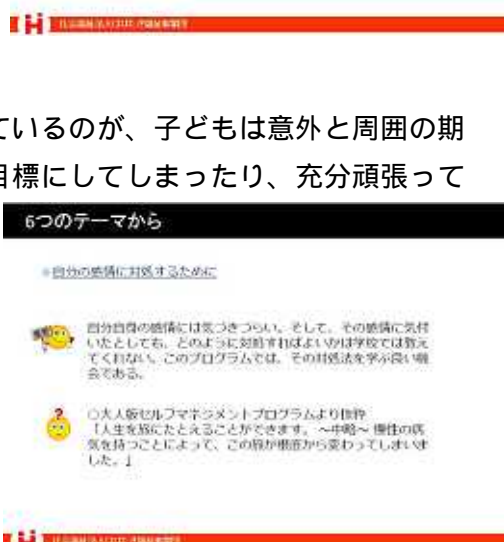 ているのが、子どもは意外と周囲の期
目標にしてしまったり、充分頑張って
6つのテーマから
自分の感情に対処するために
自分自身の感情には気づきづらい。そして、その感情に気付
いたとしても、どのように対処すればよいかは学校では教え
てくれない。このプログラムでは、その対処法を学ぶ良い機
会である。
○大人版セルフマネジメントプログラムより抜粋
「人生を旅にたとえることができます。～中略～ 慢性の病
気を持つことによって、この旅が根底から変わってしまいま
した。」